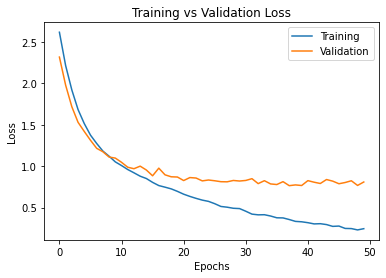 Training vs Validation Loss
Training
Validation
Loss
2.5
2.0
1.5
1.0
0.5
0 10 20 30 40 50
Epochs